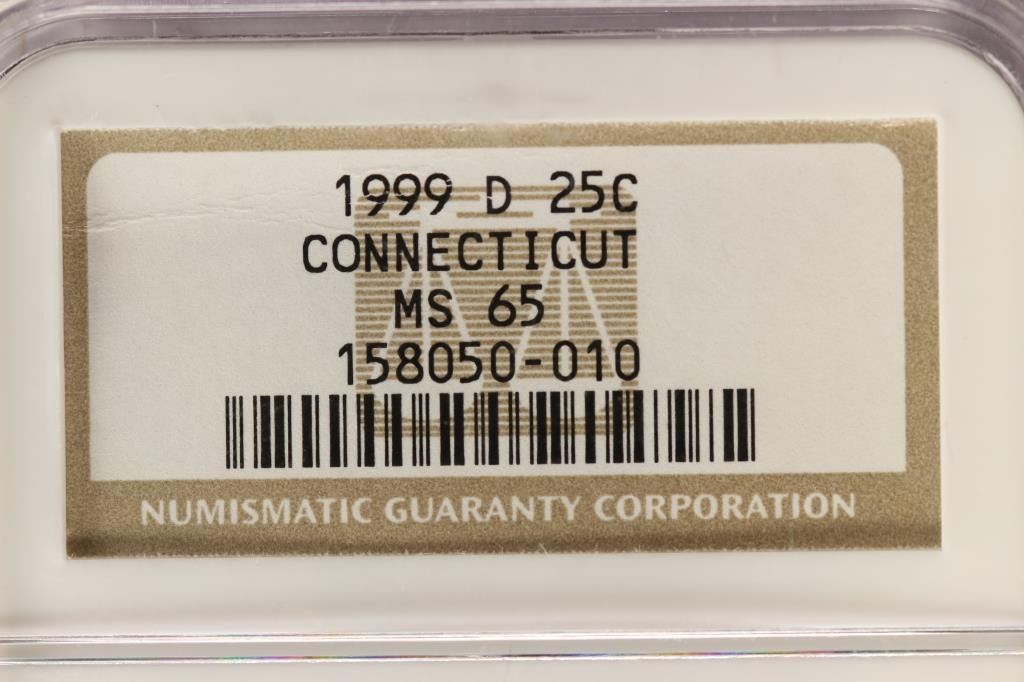 1999 D 25C
CONNECTICUT
MS 65
158050-010
NUMISMATIC GUARANTY CORPORATION